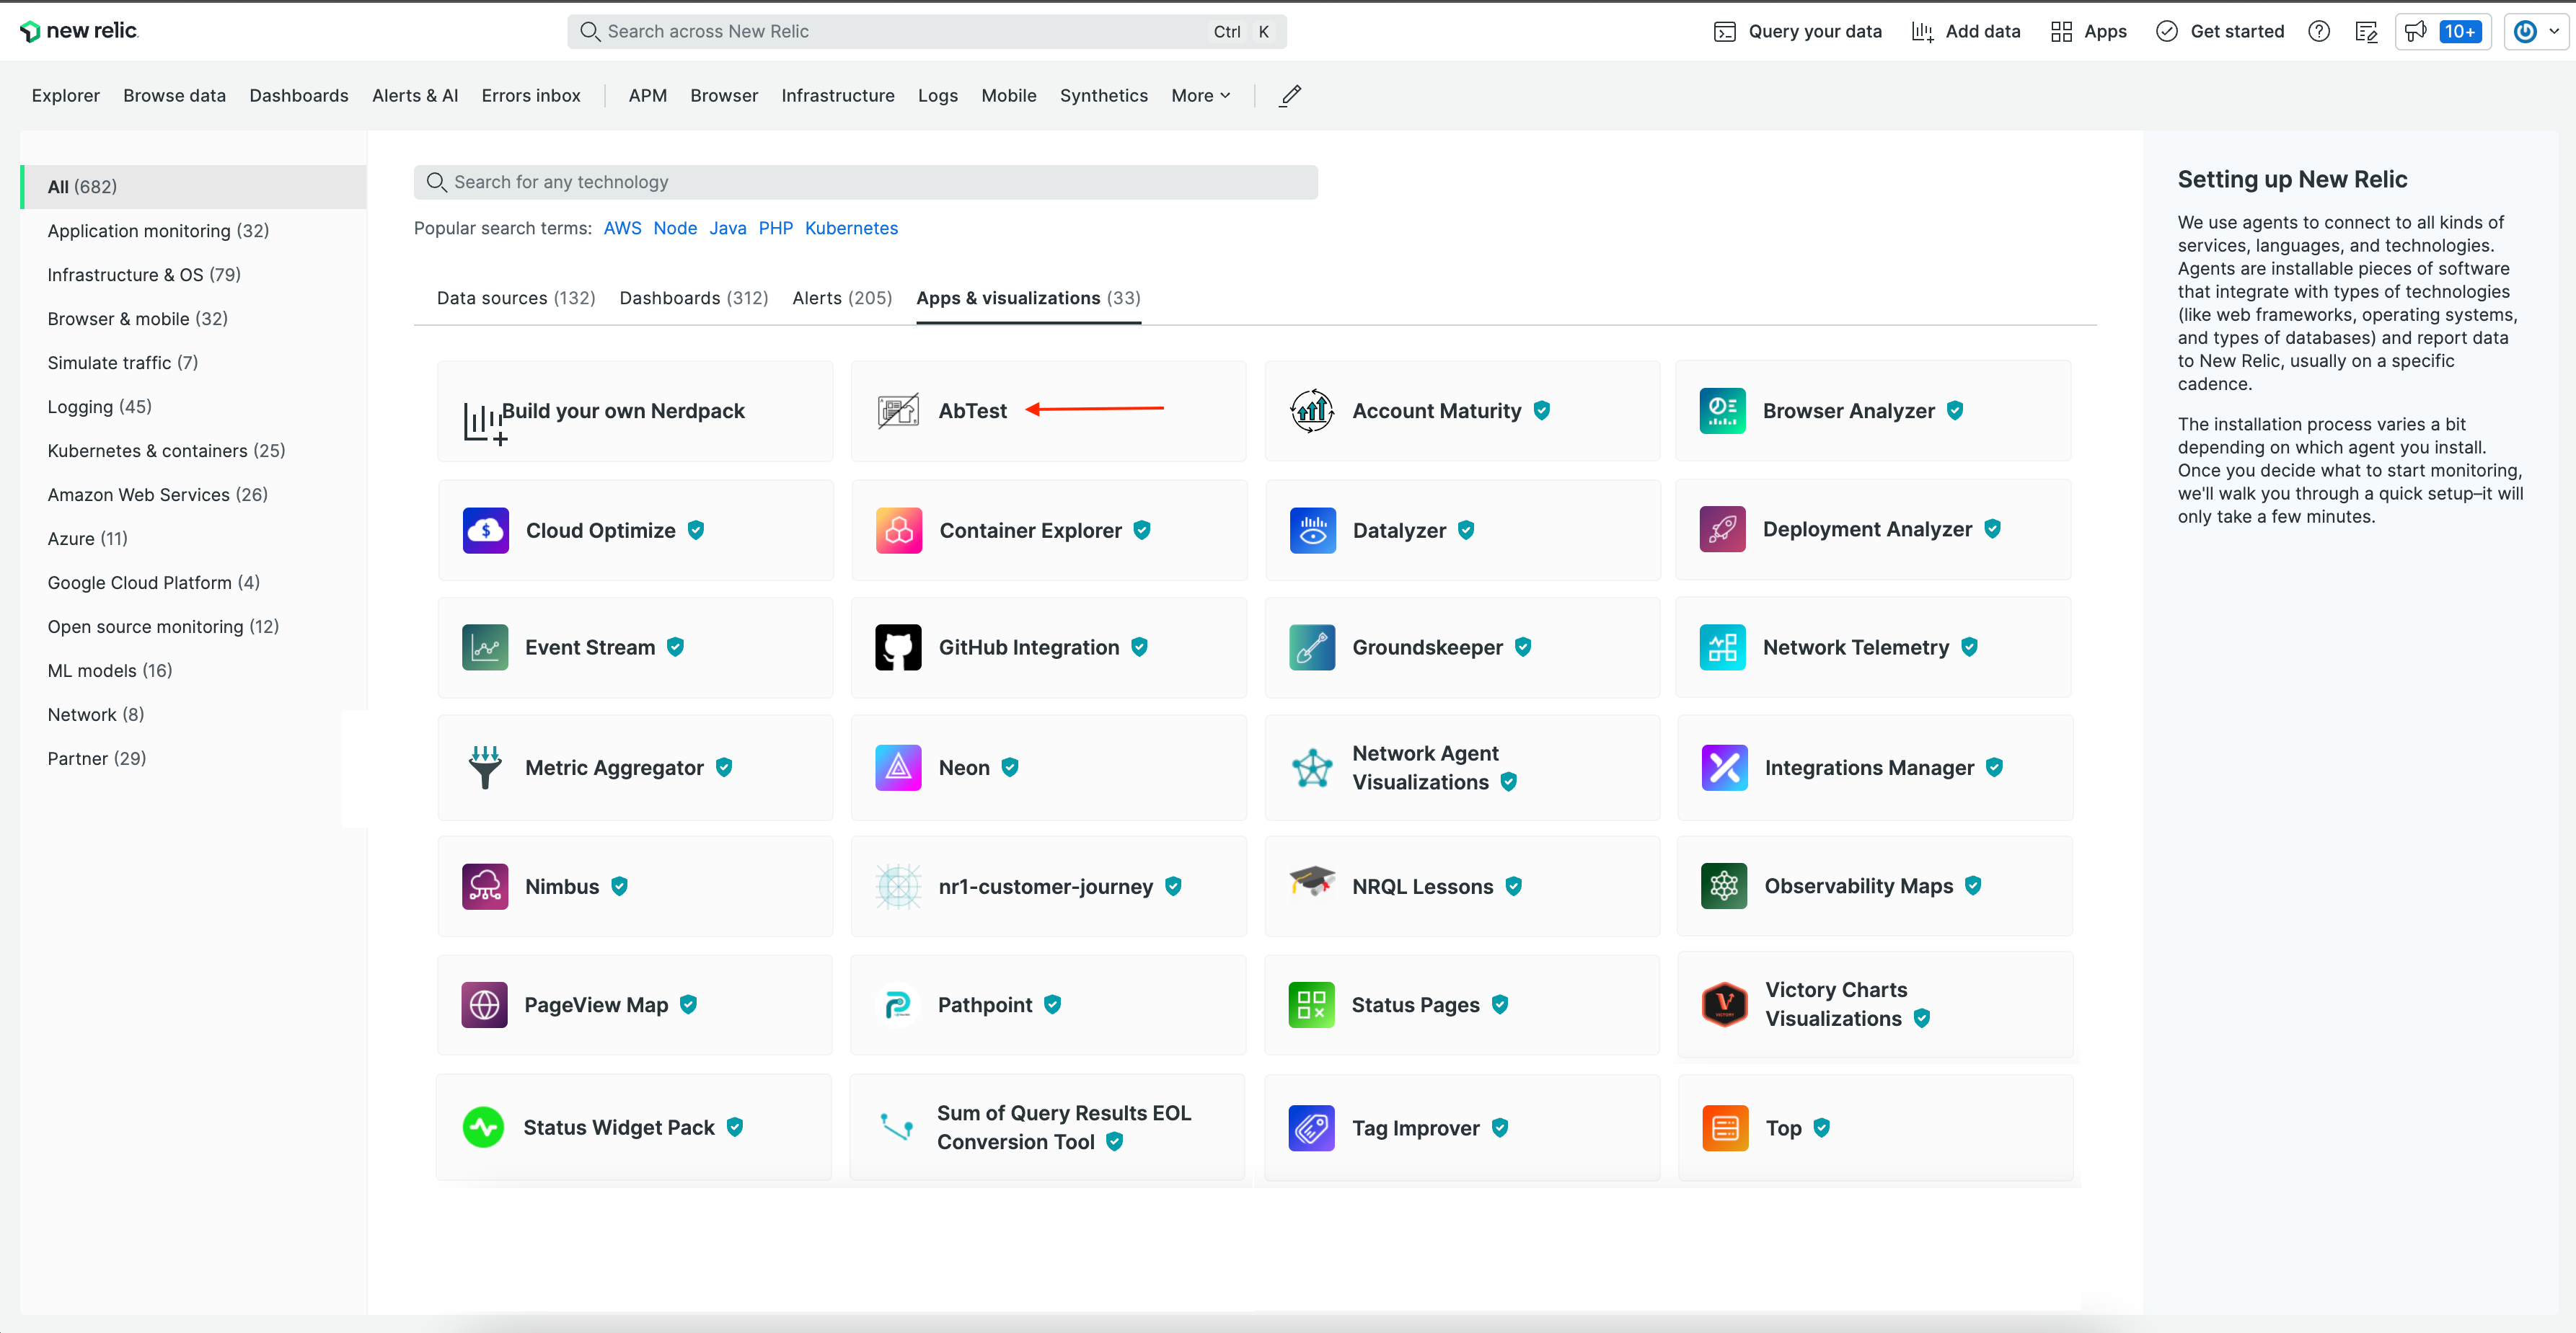 new relic
Search across New Relic Ctrl K
Query your data Add data Apps Get started 10+
Explorer Browse data Dashboards Alerts & AI Errors inbox APM Browser Infrastructure Logs Mobile Synthetics More
All (682)
Application monitoring (32)
Infrastructure & OS (79)
Browser & mobile (32)
Simulate traffic (7)
Logging (45)
Kubernetes & containers (25)
Amazon Web Services (26)
Azure (11)
Google Cloud Platform (4)
Open source monitoring (12)
ML models (16)
Network (8)
Partner (29)
Search for any technology
Popular search terms: AWS Node Java PHP Kubernetes
Data sources (132) Dashboards (312) Alerts (205) Apps & visualizations (33)
Build your own Nerdpack
AbTest
Account Maturity
Browser Analyzer
Cloud Optimize
Container Explorer
Datalyzer
Deployment Analyzer
Event Stream
GitHub Integration
Groundskeeper
Network Telemetry
Metric Aggregator
Neon
Network Agent
Visualizations
Integrations Manager
Nimbus
nr1-customer-journey
NRQL Lessons
Observability Maps
PageView Map
Pathpoint
Status Pages
Victory Charts
Visualizations
Status Widget Pack
Sum of Query Results EOL
Conversion Tool
Tag Improver
Top
Setting up New Relic
We use agents to connect to all kinds of
services, languages, and technologies.
Agents are installable pieces of software
that integrate with types of technologies
(like web frameworks, operating systems,
and types of databases) and report data
to New Relic, usually on a specific
cadence.
The installation process varies a bit
depending on which agent you install.
Once you decide what to start monitoring,
we'll walk you through a quick setup–it will
only take a few minutes.